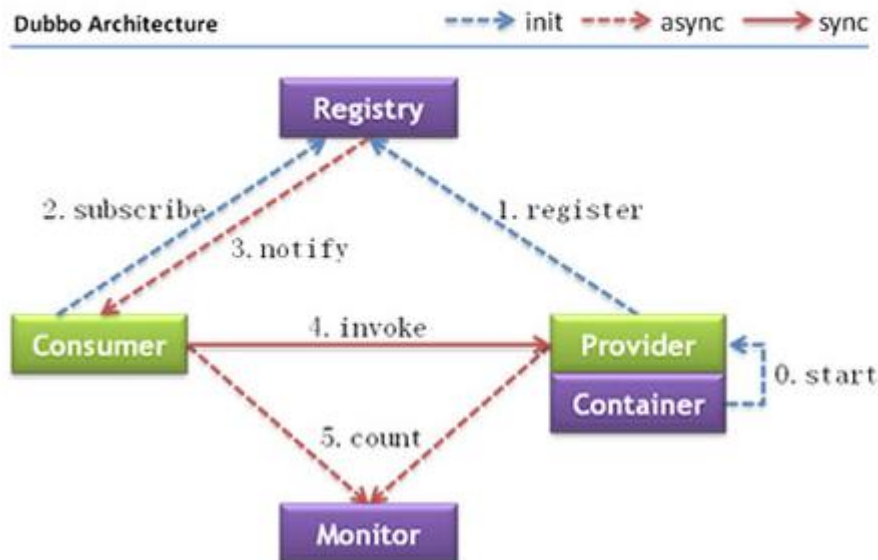 Dubbo Architecture
init
async
sync
Registry
2. subscribe
1. register
3. notify
4. invoke
Consumer
Provider
0. start
Container
5. count
Monitor